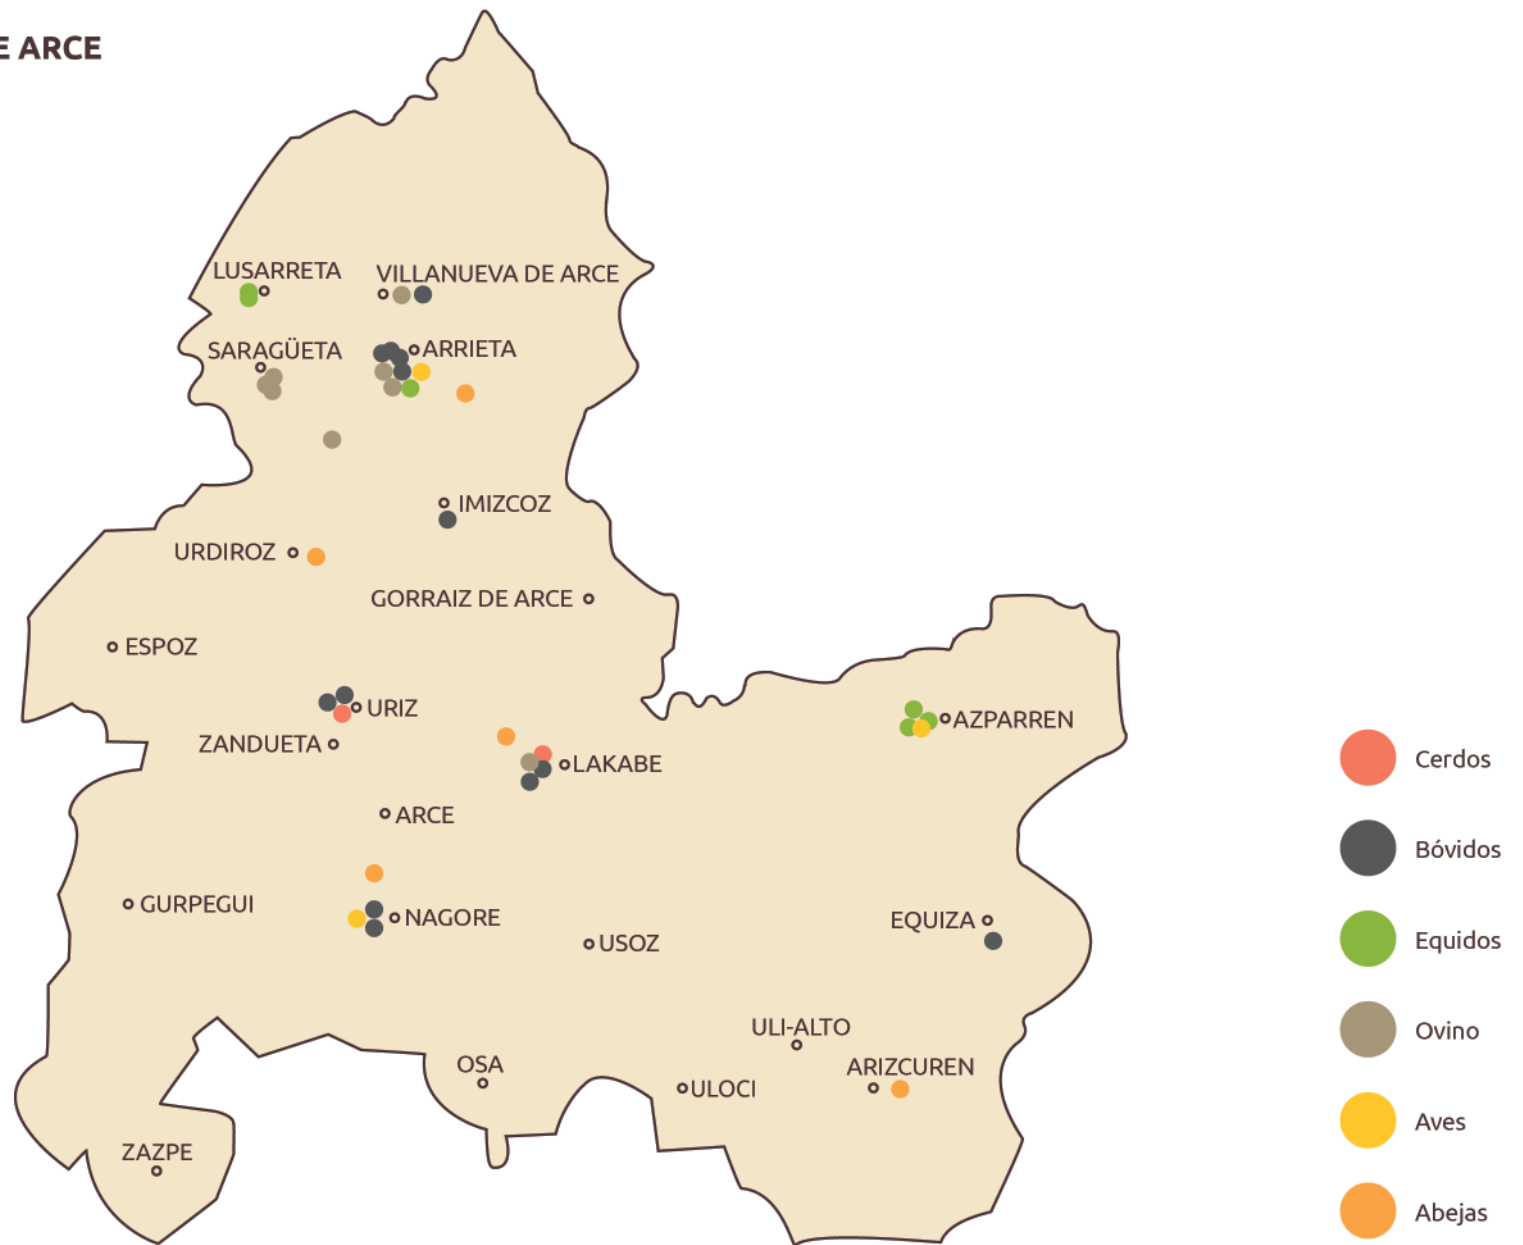 E ARCE
LUSARRETA
VILLANUEVA DE ARCE
SARAGÜETA
ARRIETA
IMIZCOZ
URDIROZ
GORRAIZ DE ARCE
ESPOZ
URIZ
AZPARREN
ZANDUETA
LAKABE
Cerdos
ARCE
Bóvidos
GURPEGUI
NAGORE
EQUIZA
USOZ
Equidos
ULI-ALTO
Ovino
OSA
ARIZCUREN
ULOCI
Aves
ZAZPE
Abejas